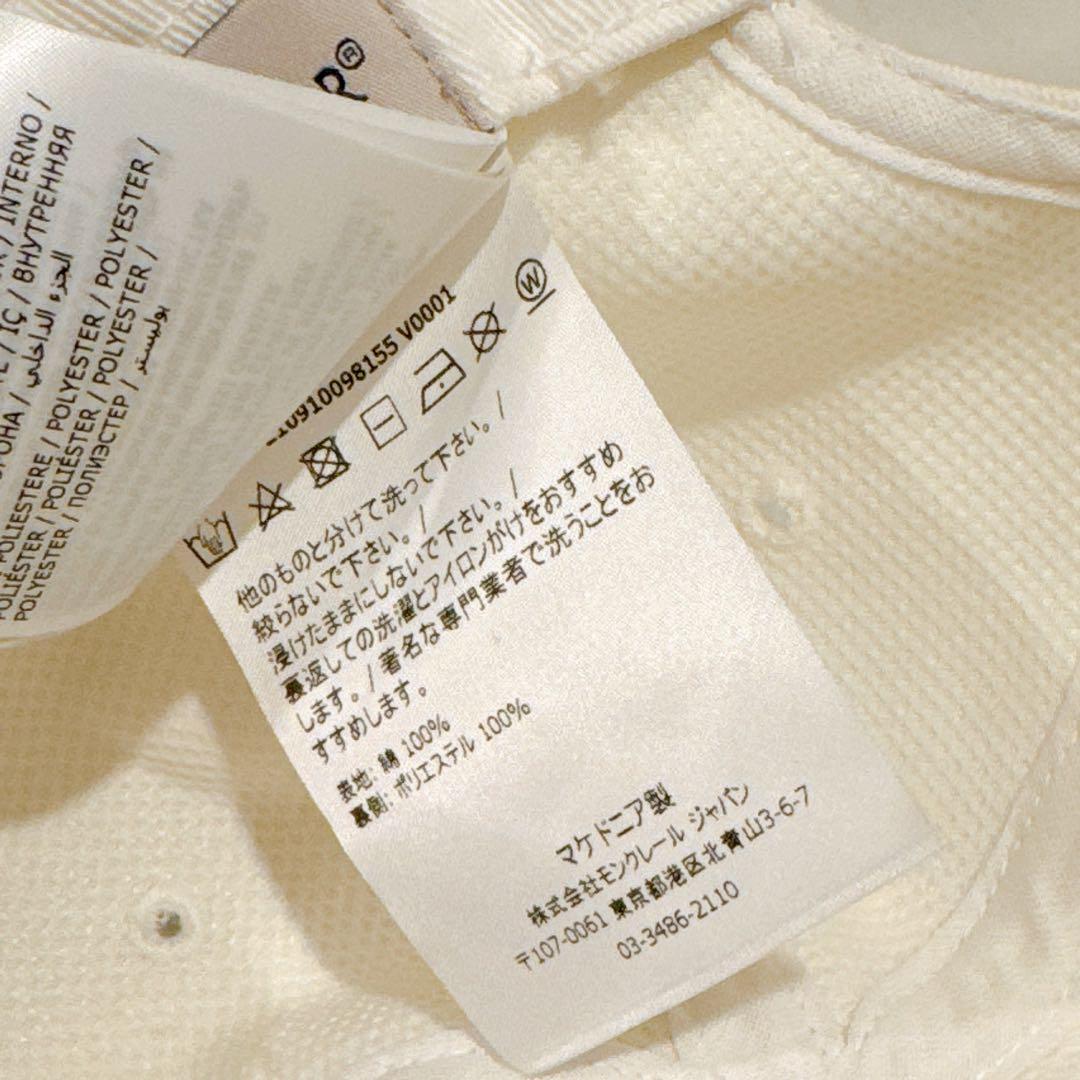 R®
/ INTERNO /
/ İÇ / ВНУТРЕННЯЯ
الجزء الداخلي /
POLIESTERE / POLYESTER / POLYESTER /
POLIÉSTER / POLIÉSTER / POLYESTER /
POLYESTER / ПОЛИЭСТЕР / بوليستر
10910098155 V0001
W
他のものと分けて洗って下さい。 /
絞らないで下さい。 /
浸けたままにしないで下さい。 /
裏返しての洗濯とアイロンがけをおすすめ
します。 / 著名な専門業者で洗うことをお
すすめします。
表地: 綿 100%
裏側: ポリエステル 100%
マケドニア製
株式会社モンクレール ジャパン
〒107-0061 東京都港区北青山3-6-7
03-3486-2110